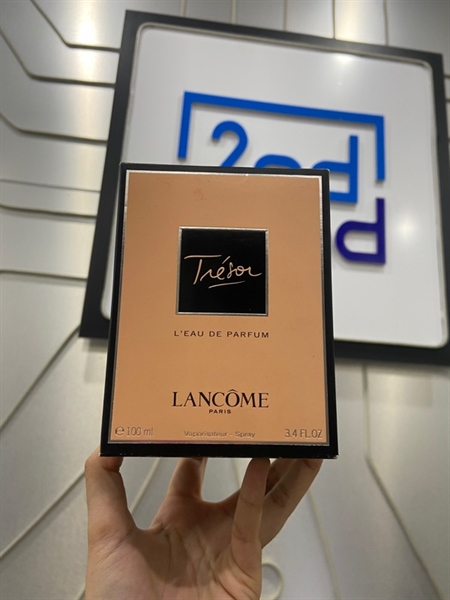 2nd
Trésor
L'EAU DE PARFUM
LANCÔME
PARIS
e 100 ml
Vaporisateur - Spray
3.4 FL.OZ